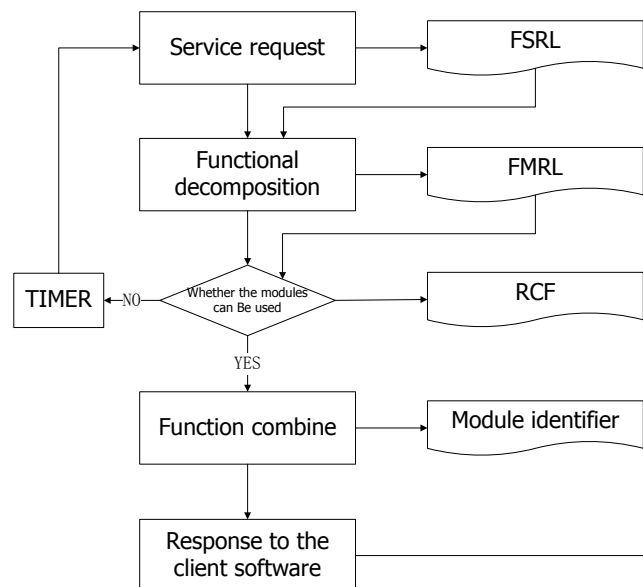 Service request
FSRL
Functional
decomposition
FMRL
Whether the modules
can Be used
TIMER
NO
RCF
YES
Function combine
Module identifier
Response to the
client software